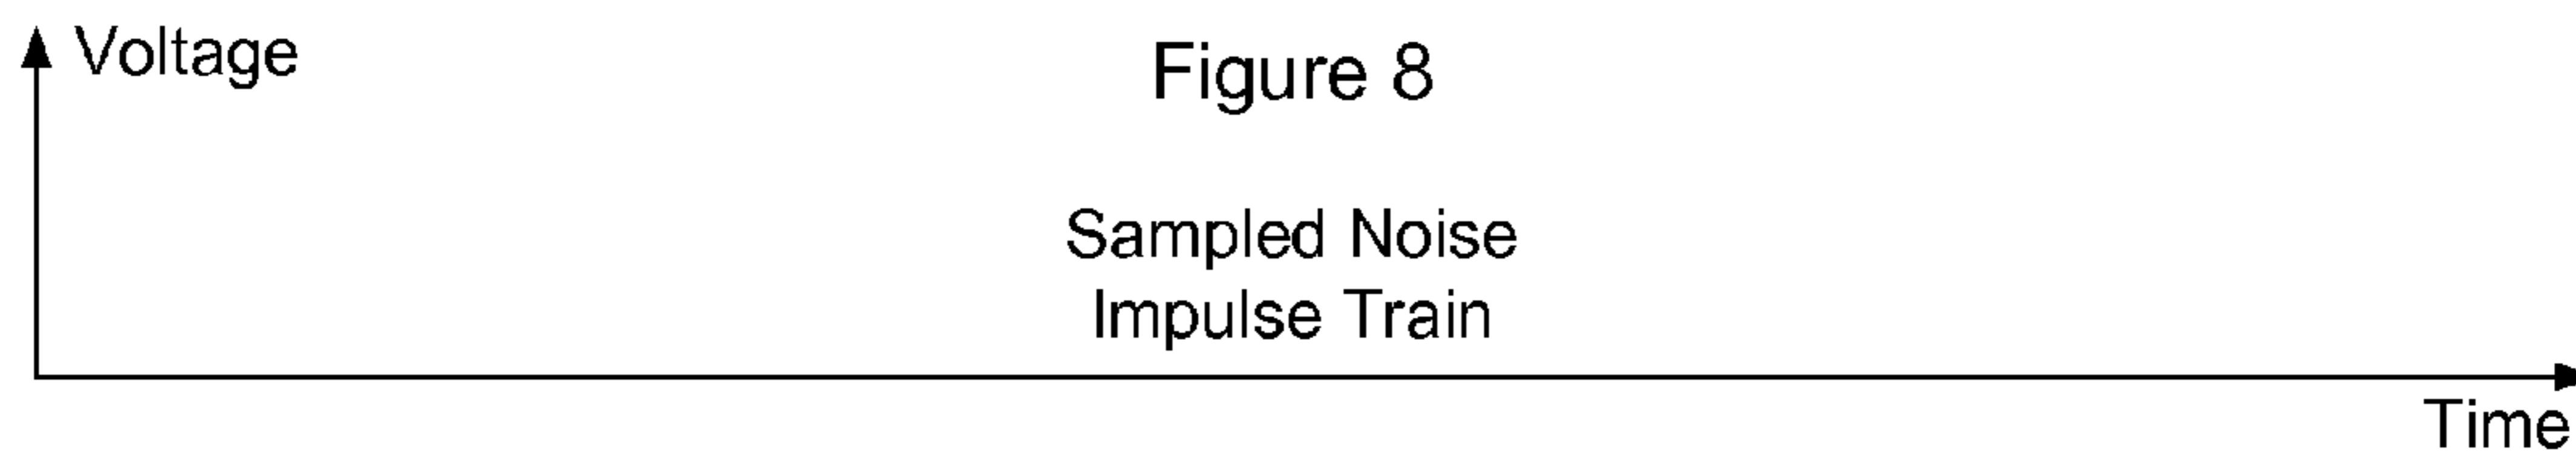 Voltage
Figure 8
Sampled Noise
Impulse Train
Time